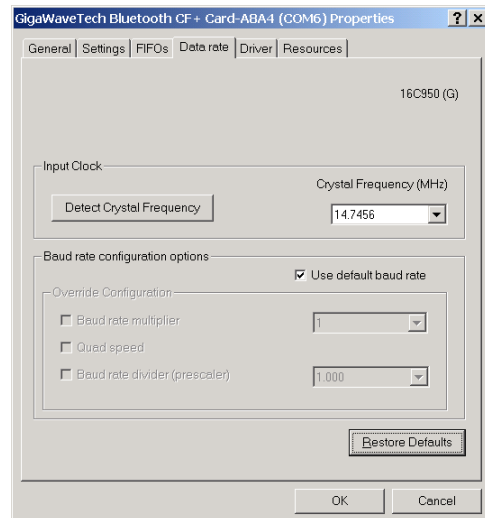 GigaWaveTech Bluetooth CF+ Card-A8A4 (COM6) Properties
General Settings FIFOs Data rate Driver Resources
16C950 (G)
Input Clock
Crystal Frequency (MHz)
Detect Crystal Frequency
14.7456
Baud rate configuration options
Use default baud rate
Override Configuration
Baud rate multiplier
1
Quad speed
Baud rate divider (prescaler)
1.000
Restore Defaults
OK Cancel